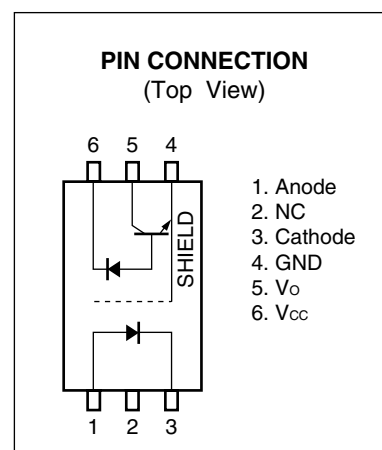 PIN CONNECTION
(Top View)
6 5 4
SHIELD
1 2 3
1. Anode
2. NC
3. Cathode
4. GND
5. Vo
6. Vcc